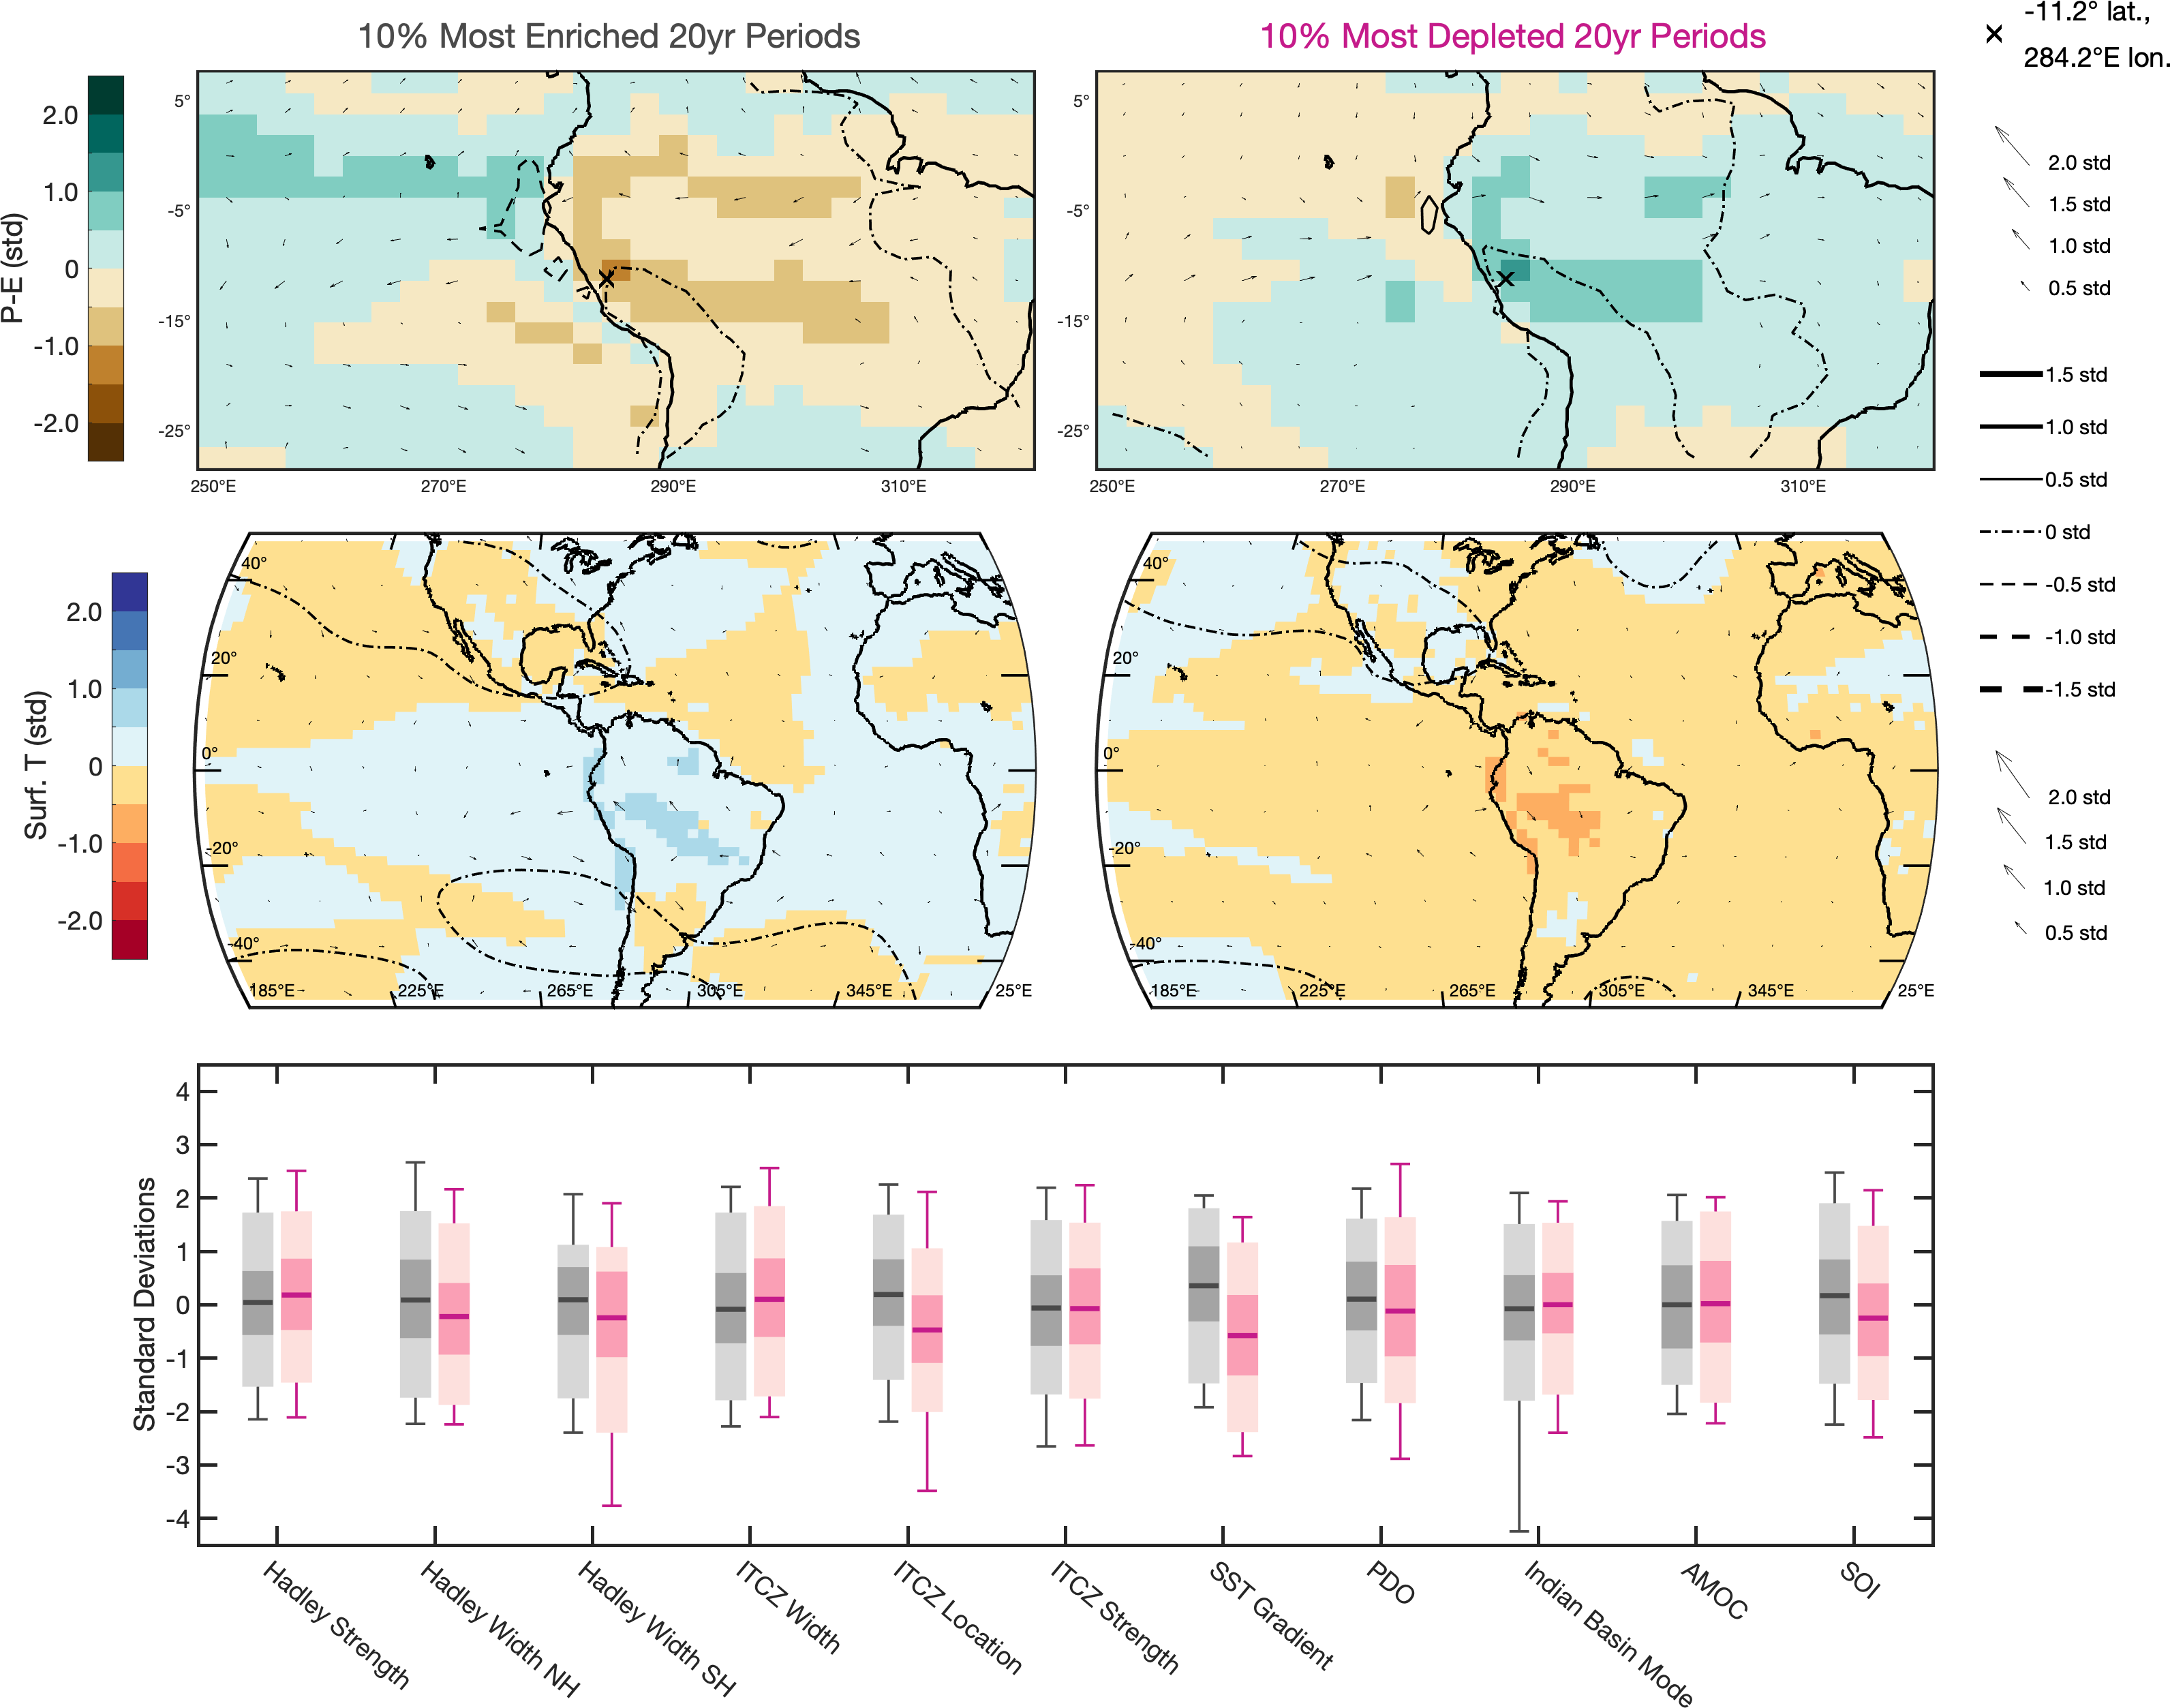 10% Most Enriched 20yr Periods
10% Most Depleted 20yr Periods
-11.2° lat.,
284.2°E lon.
P-E (std)
2.0
1.0
0
-1.0
-2.0
5°
-5°
-15°
-25°
250°E
270°E
290°E
310°E
5°
-5°
-15°
-25°
250°E
270°E
290°E
310°E
2.0 std
1.5 std
1.0 std
0.5 std
1.5 std
1.0 std
0.5 std
0 std
-0.5 std
-1.0 std
-1.5 std
Surf. T (std)
2.0
1.0
0
-1.0
-2.0
40°
20°
0°
-20°
-40°
185°E
225°E
265°E
305°E
345°E
25°E
40°
20°
0°
-20°
-40°
185°E
225°E
265°E
305°E
345°E
25°E
2.0 std
1.5 std
1.0 std
0.5 std
Standard Deviations
4
3
2
1
0
-1
-2
-3
-4
Hadley Strength
Hadley Width NH
Hadley Width SH
ITCZ Width
ITCZ Location
ITCZ Strength
SST Gradient
PDO
Indian Basin Mode
AMOC
SOI